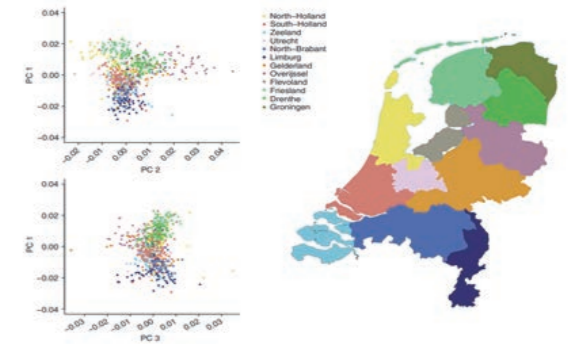 0.04
0.02
0.00
−0.02
−0.04
PC 1
−0.02
−0.01
0.00
0.01
0.02
0.03
0.04
PC 2
North−Holland
South−Holland
Zeeland
Utrecht
North−Brabant
Limburg
Gelderland
Overijssel
Flevoland
Friesland
Drenthe
Groningen
0.04
0.02
0.00
−0.02
−0.04
PC 1
−0.03
−0.02
−0.01
0.00
0.01
0.02
0.03
PC 3